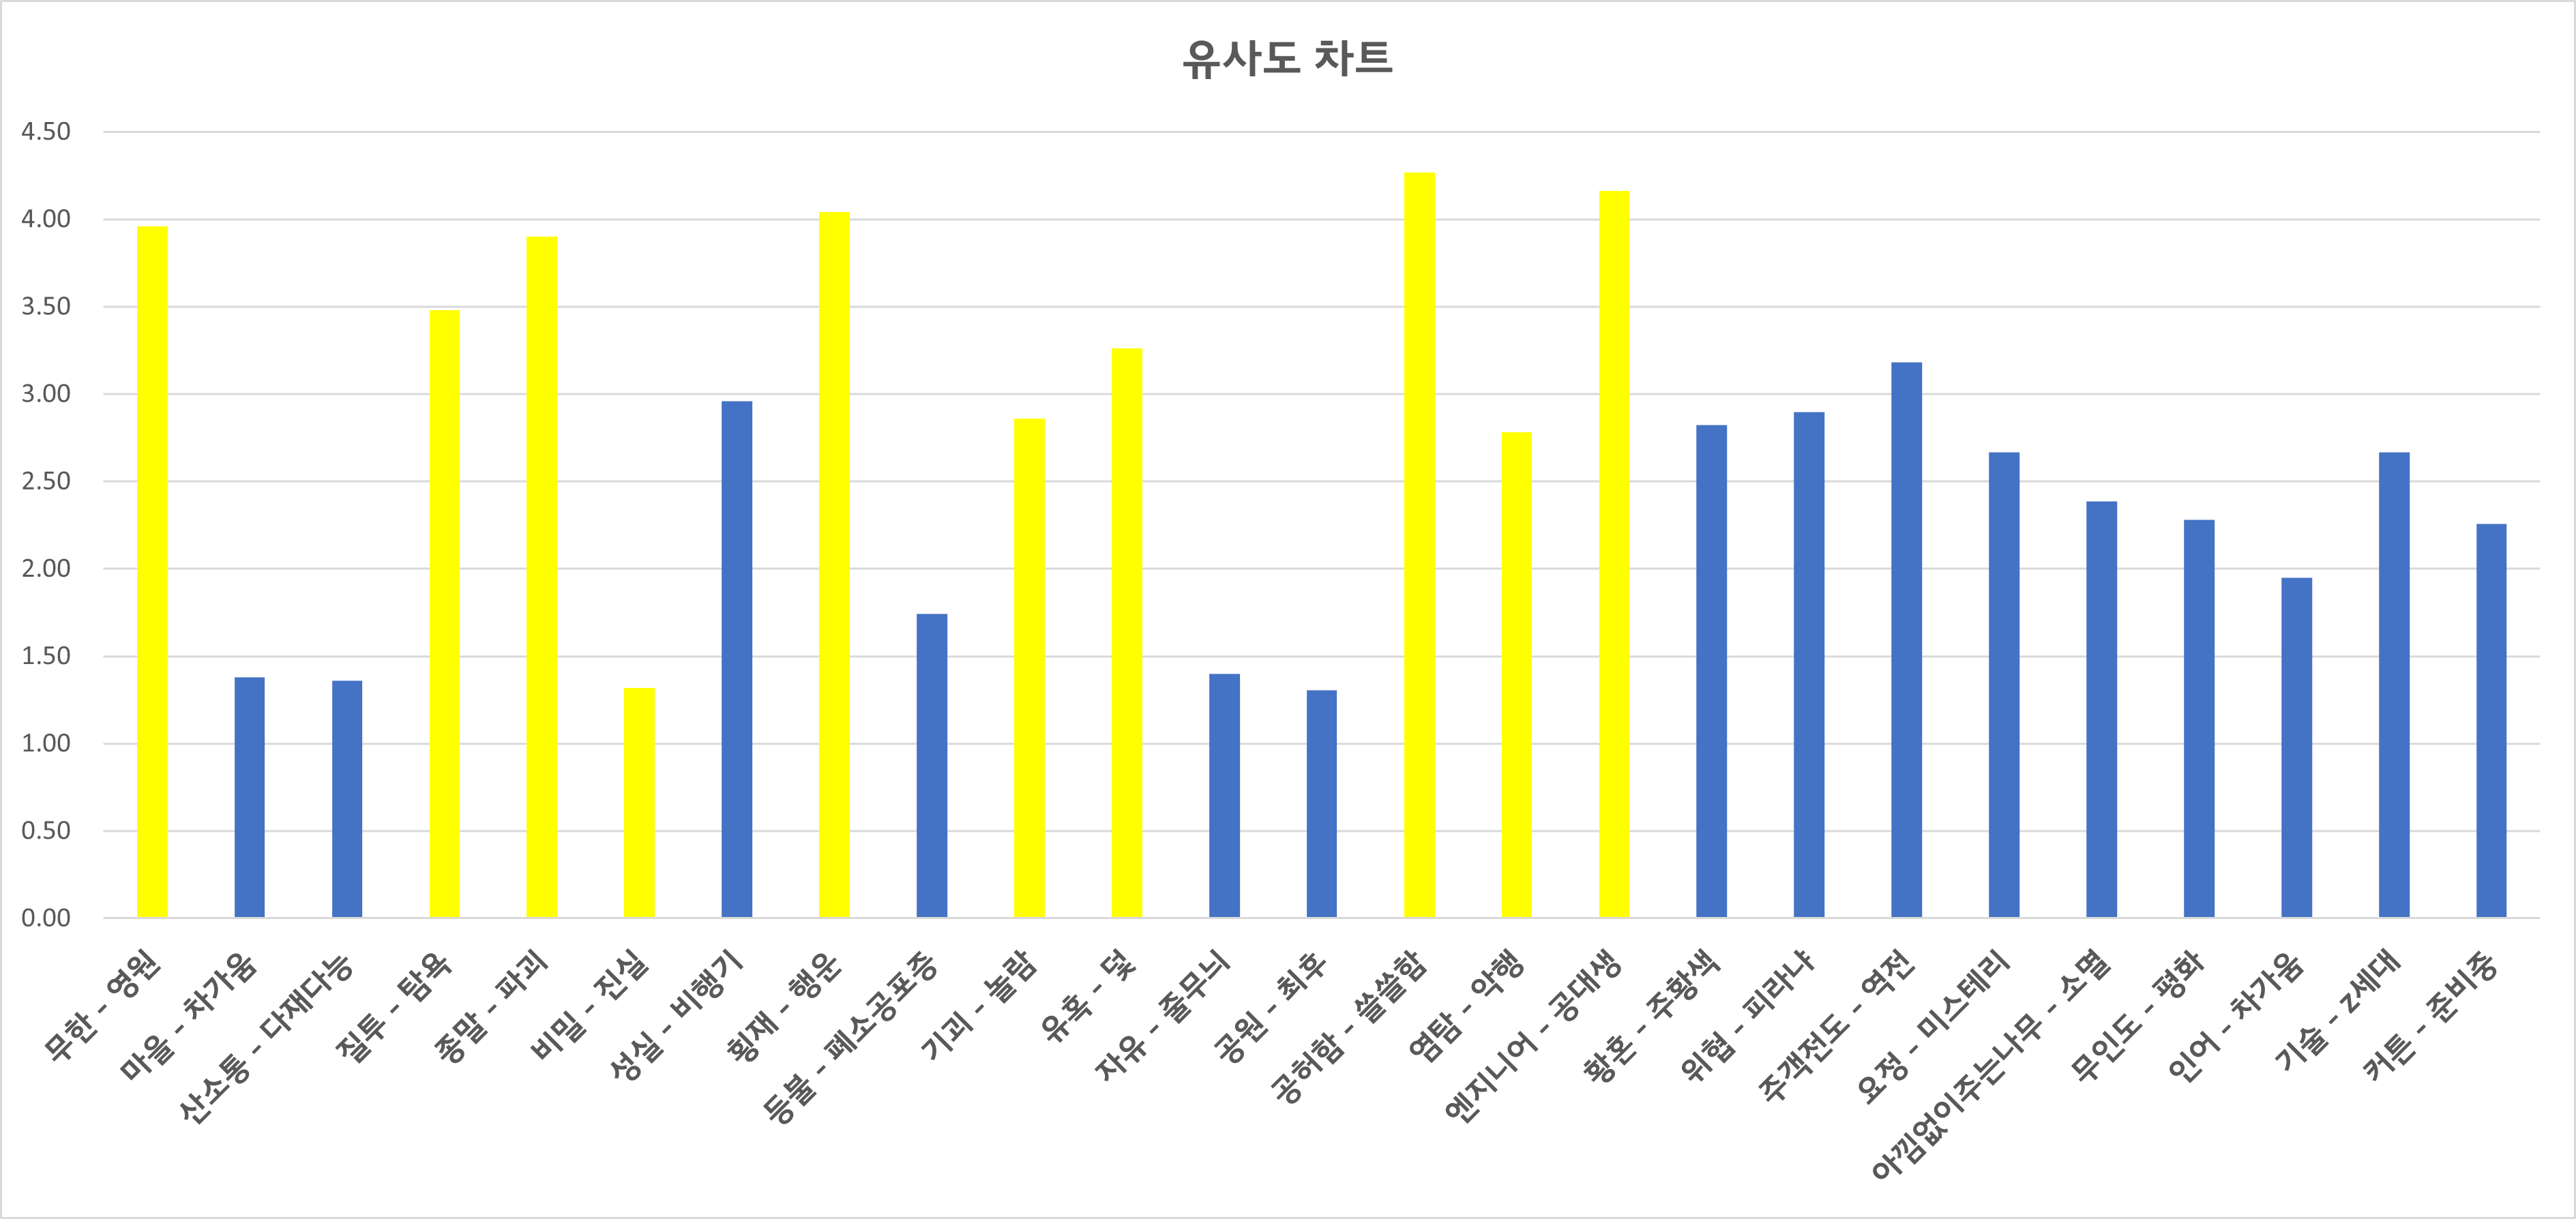 유사도 차트
4.50
4.00
3.50
3.00
2.50
2.00
1.50
1.00
0.50
0.00
무한 - 영원
마을 - 차가움
산소통 - 다재다능
질투 - 탐욕
종말 - 파괴
비밀 - 진실
성실 - 비행기
횡재 - 행운
등불 - 폐소공포증
기괴 - 놀람
유혹 - 덫
자유 - 줄무늬
공원 - 최후
공허함 - 쓸쓸함
염탐 - 악행
엔지니어 - 공대생
황혼 - 주황색
위협 - 피라냐
주객전도 - 역전
요정 - 미스테리
아낌없이주는나무 - 소멸
무인도 - 평화
인어 - 차가움
기술 - Z세대
커튼 - 준비중